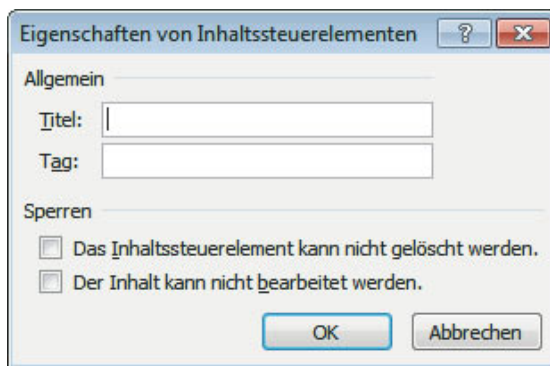 Eigenschaften von Inhaltssteuerelementen
Allgemein
Titel:
Tag:
Sperren
Das Inhaltssteuerelement kann nicht gelöscht werden.
Der Inhalt kann nicht bearbeitet werden.
OK Abbrechen